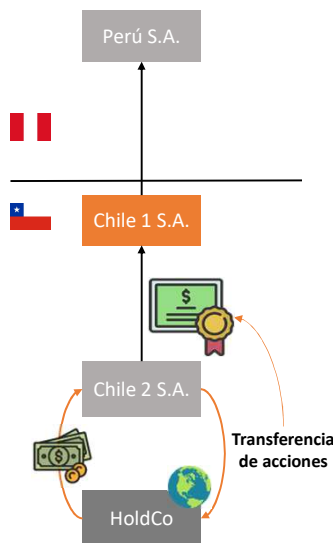 Perú S.A.
Chile 1 S.A.
$
Chile 2 S.A.
Transferencia
de acciones
$
HoldCo